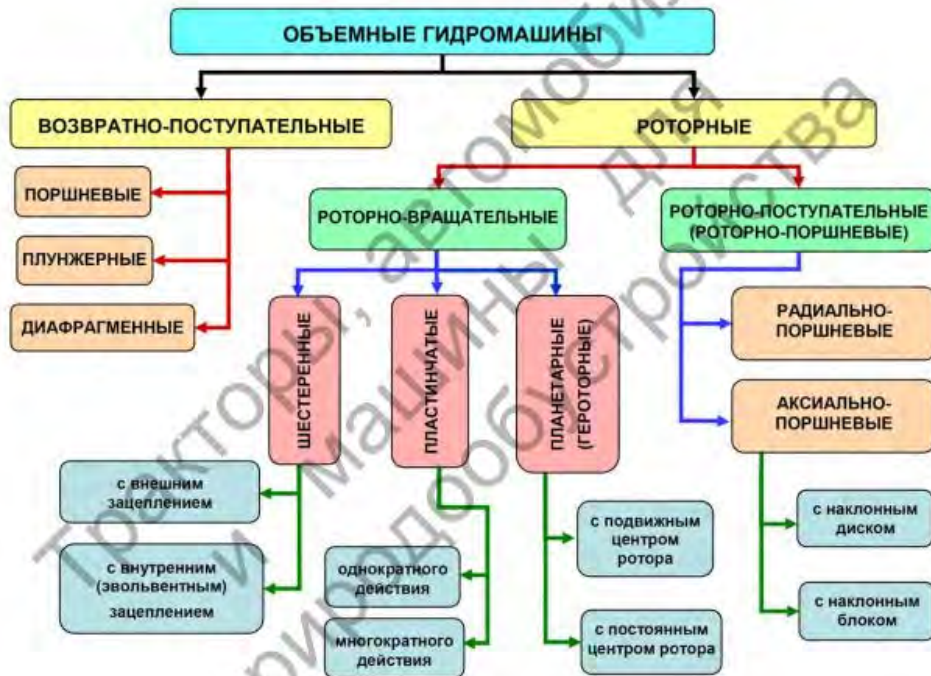 ОБЪЕМНЫЕ ГИДРОМАШИНЫ
ВОЗВРАТНО-ПОСТУПАТЕЛЬНЫЕ
РОТОРНЫЕ
ПОРШНЕВЫЕ
ПЛУНЖЕРНЫЕ
ДИАФРАГМЕННЫЕ
РОТОРНО-ВРАЩАТЕЛЬНЫЕ
РОТОРНО-ПОСТУПАТЕЛЬНЫЕ
(РОТОРНО-ПОРШНЕВЫЕ)
ШЕСТЕРЕННЫЕ
ПЛАСТИНЧАТЫЕ
ПЛАНЕТАРНЫЕ
(ГЕРОТОРНЫЕ)
РАДИАЛЬНО-
ПОРШНЕВЫЕ
АКСИАЛЬНО-
ПОРШНЕВЫЕ
с внешним
зацеплением
с внутренним
(эвольвентным)
зацеплением
однократного
действия
многократного
действия
с подвижным
центром
ротора
с постоянным
центром ротора
с наклонным
диском
с наклонным
блоком
Тракторы,
и машины для